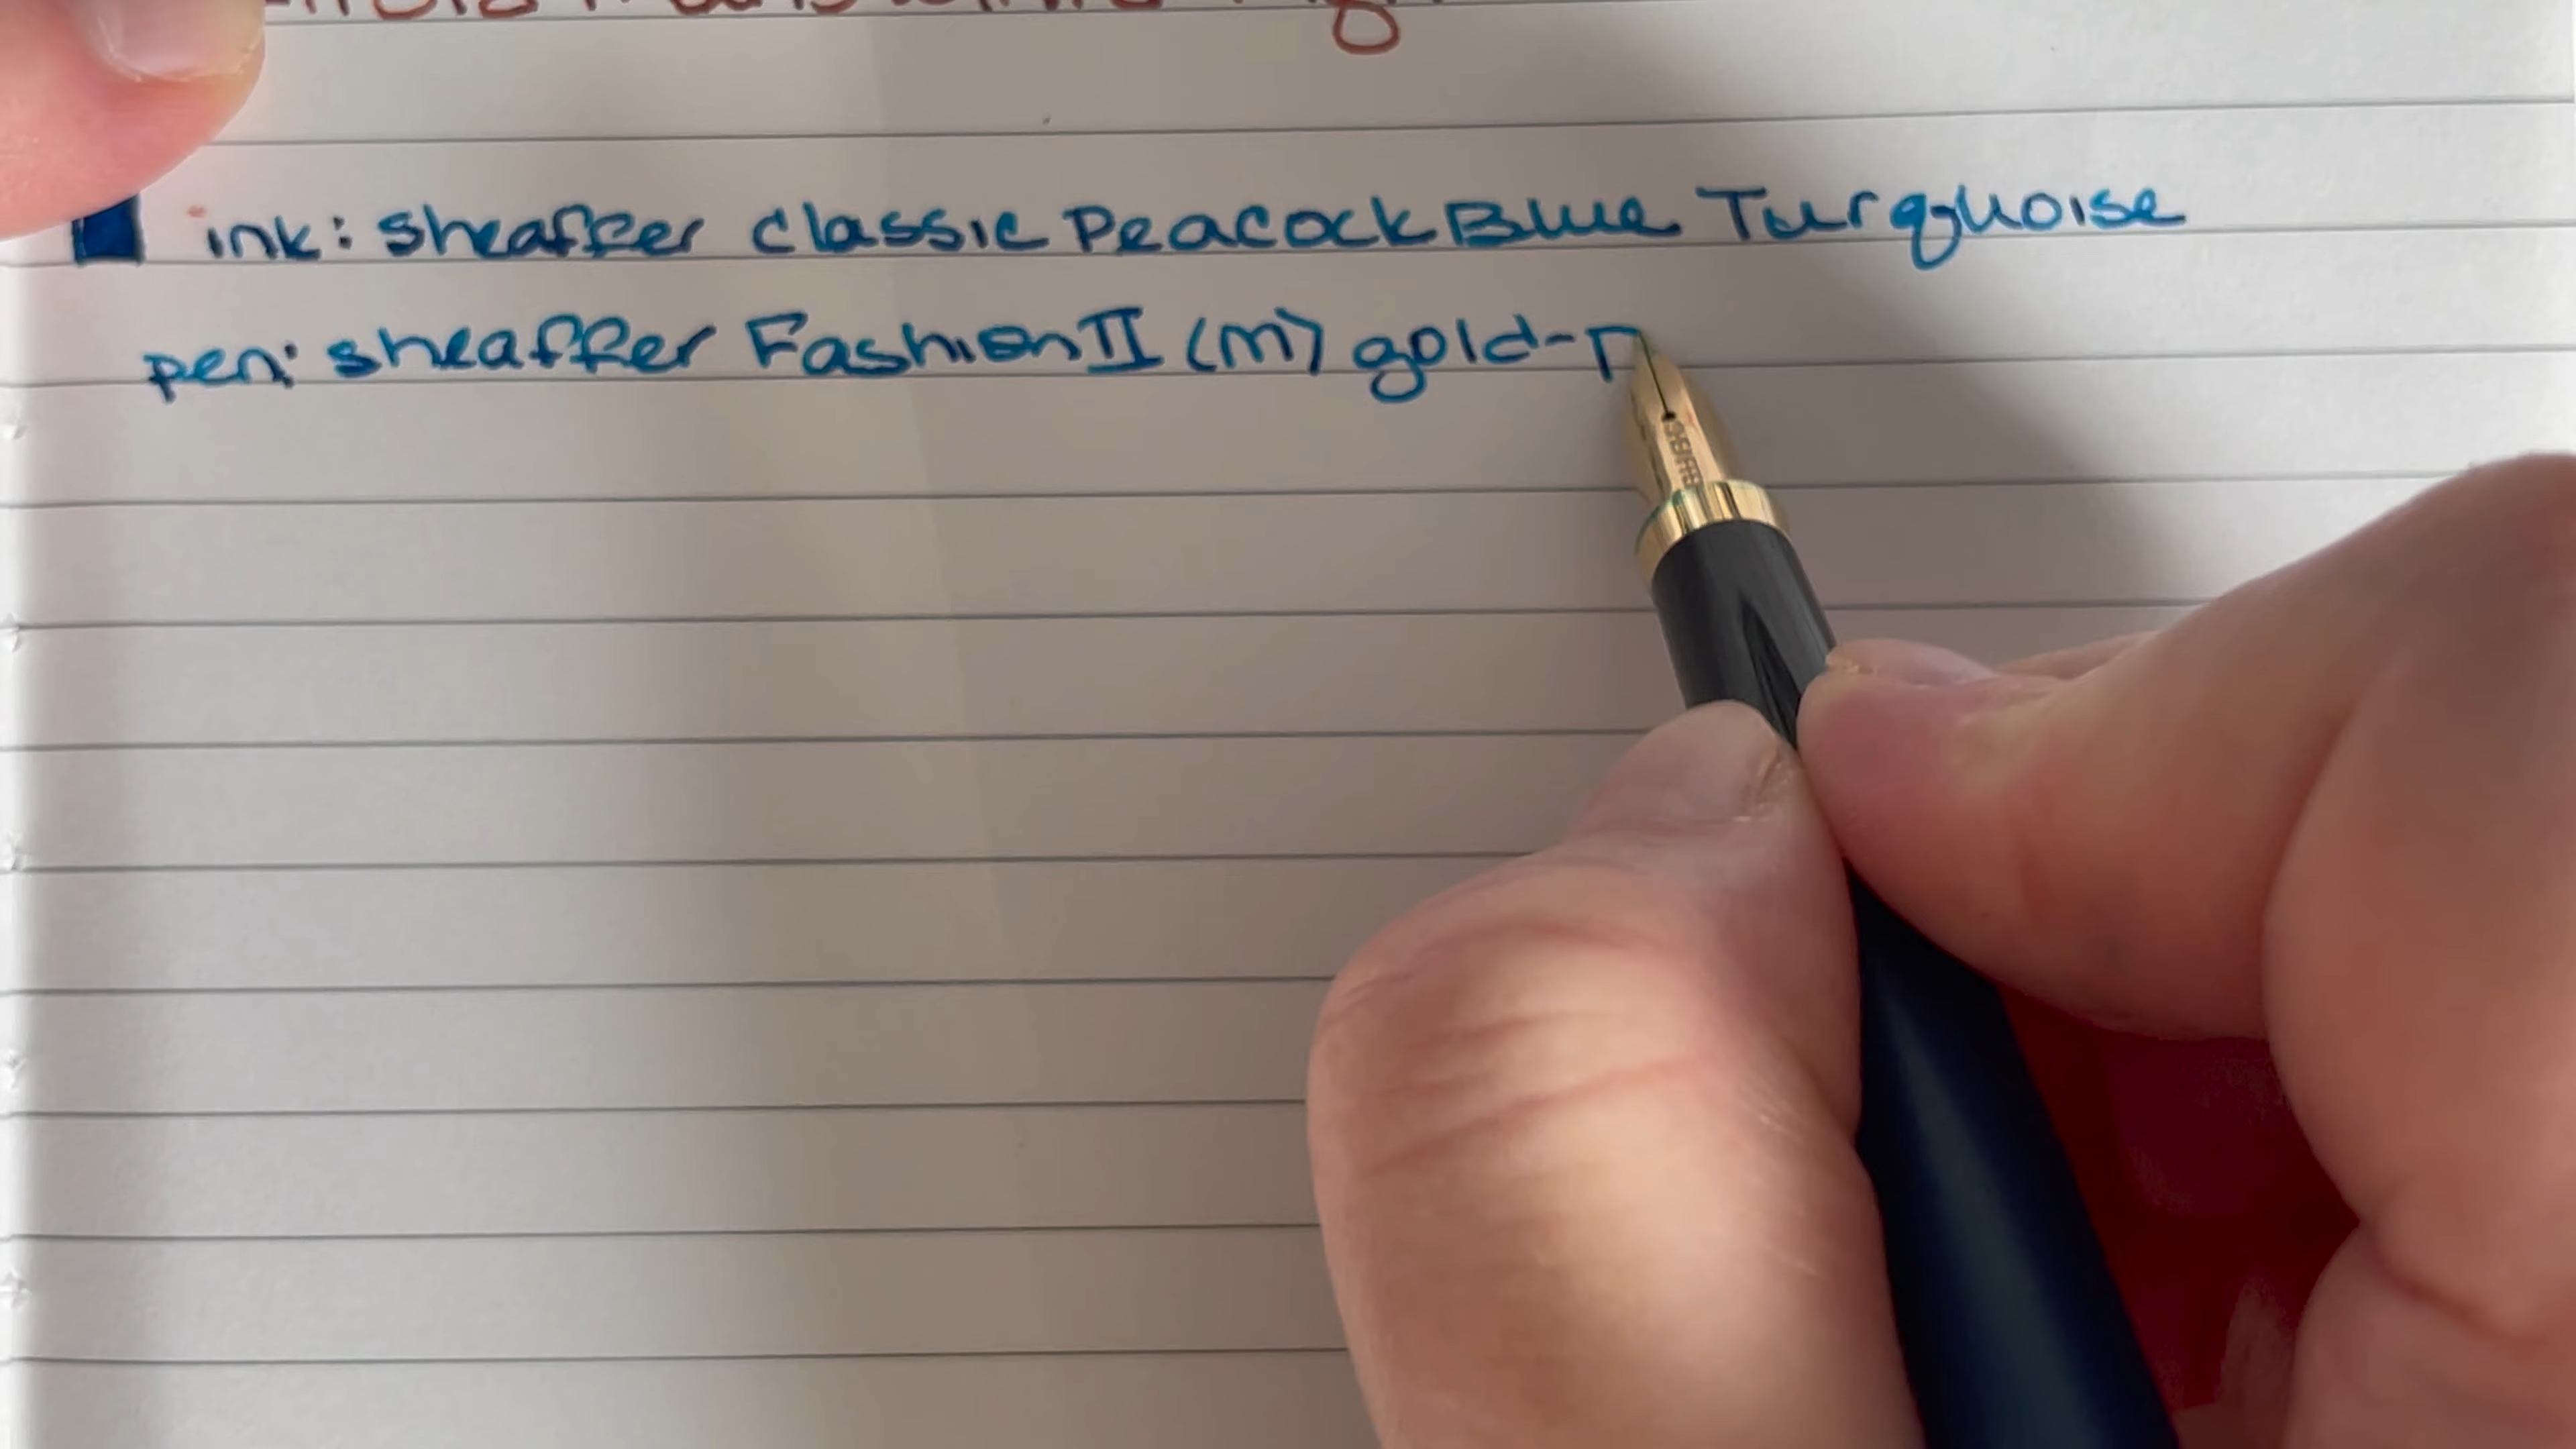 ink: sheaffer classic Peacock Blue Turquoise
pen: sheaffer Fashion II (M) gold-